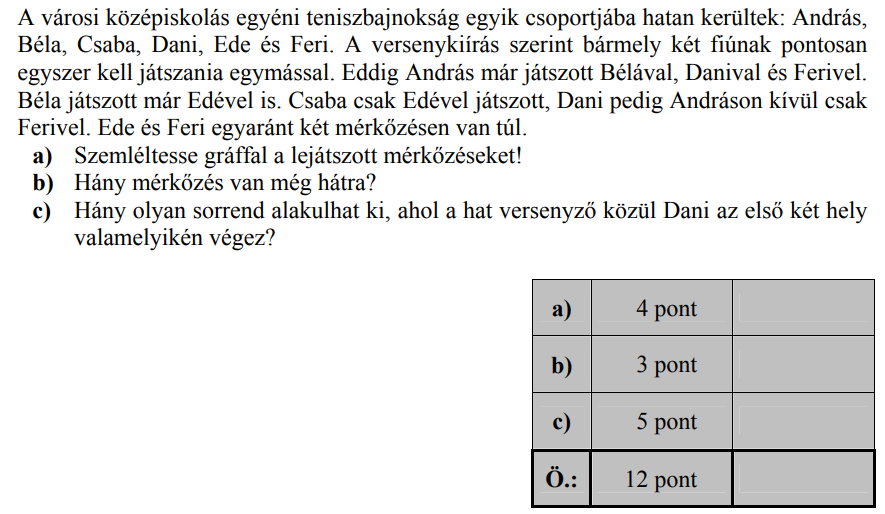 A városi középiskolás egyéni teniszbajnokság egyik csoportjába hatan kerültek: András,
Béla, Csaba, Dani, Ede és Feri. A versenykiírás szerint bármely két fiúnak pontosan
egyszer kell játszania egymással. Eddig András már játszott Bélával, Danival és Ferivel.
Béla játszott már Edével is. Csaba csak Edével játszott, Dani pedig Andráson kívül csak
Ferivel. Ede és Feri egyaránt két mérkőzésen van túl.
a) Szemléltesse gráffal a lejátszott mérkőzéseket!
b) Hány mérkőzés van még hátra?
c) Hány olyan sorrend alakulhat ki, ahol a hat versenyző közül Dani az első két hely
valamelyikén végez?
a) 4 pont
b) 3 pont
c) 5 pont
Ö.: 12 pont